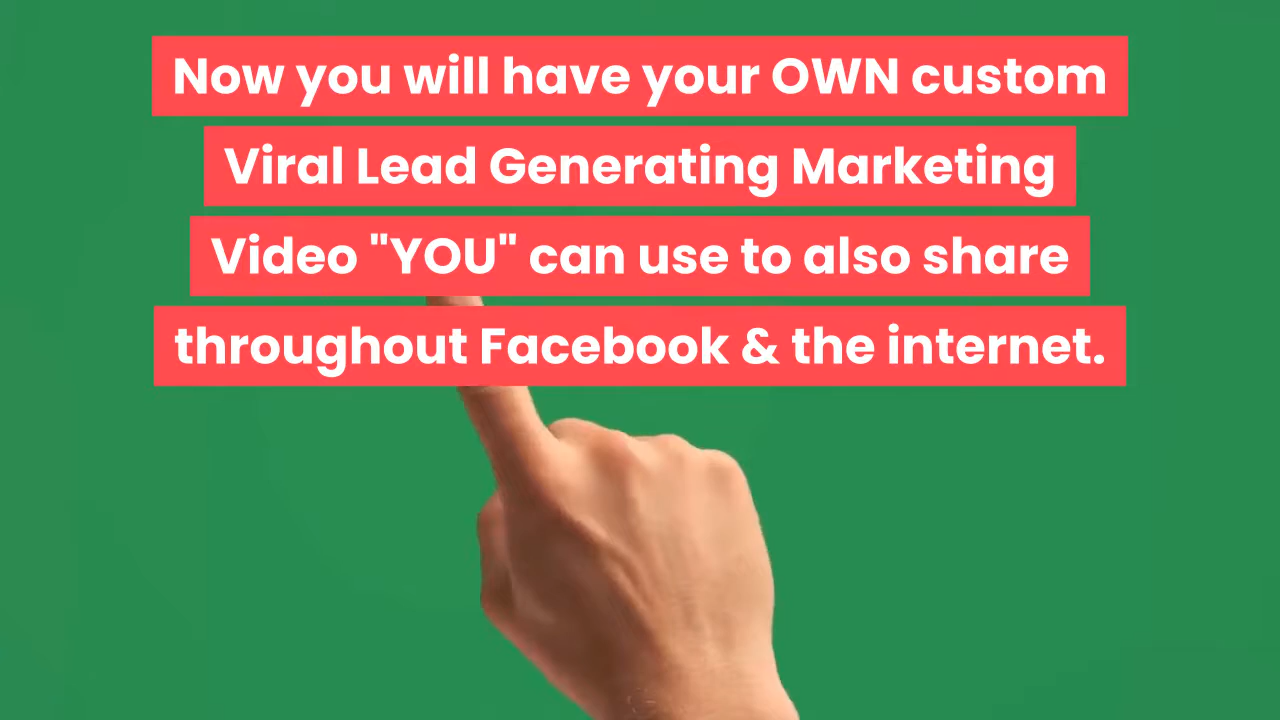 Now you will have your OWN custom
Viral Lead Generating Marketing
Video "YOU" can use to also share
throughout Facebook & the internet.